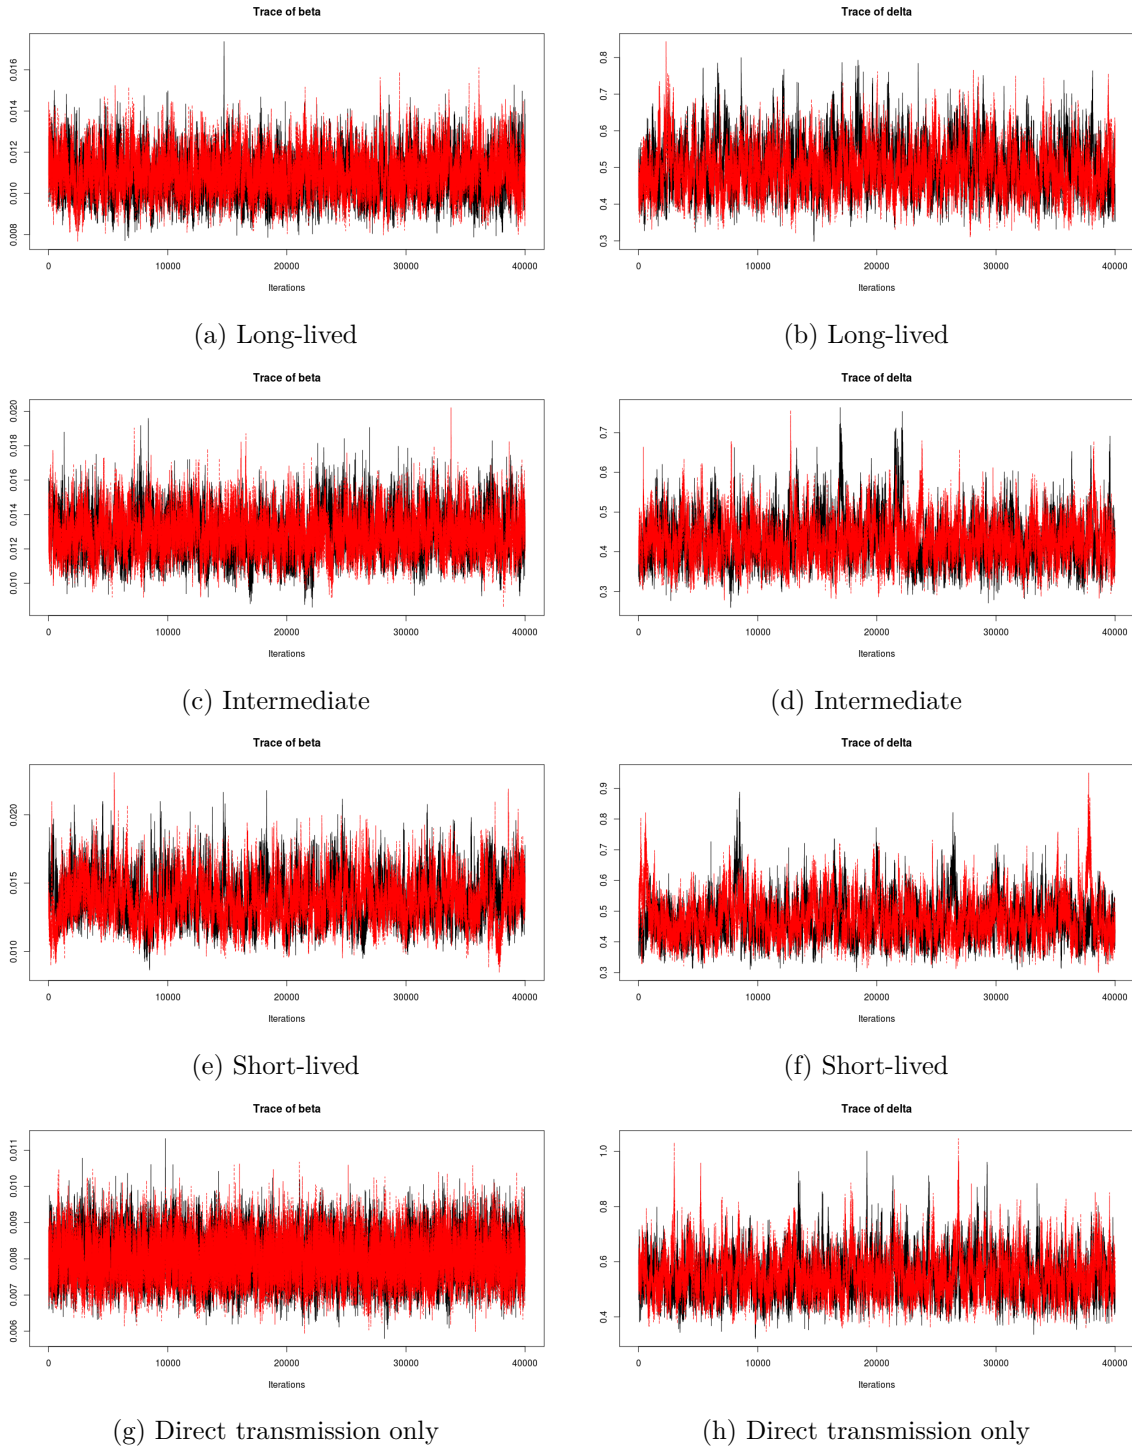 Trace of beta
Trace of delta
0.016
0.014
0.012
0.010
0.008
0 10000 20000 30000 40000
Iterations
0.8
0.7
0.6
0.5
0.4
0.3
0 10000 20000 30000 40000
Iterations
(a) Long-lived
(b) Long-lived
Trace of beta
Trace of delta
0.020
0.018
0.016
0.014
0.012
0.010
0 10000 20000 30000 40000
Iterations
0.7
0.6
0.5
0.4
0.3
0 10000 20000 30000 40000
Iterations
(c) Intermediate
(d) Intermediate
Trace of beta
Trace of delta
0.020
0.015
0.010
0 10000 20000 30000 40000
Iterations
0.9
0.8
0.7
0.6
0.5
0.4
0.3
0 10000 20000 30000 40000
Iterations
(e) Short-lived
(f) Short-lived
Trace of beta
Trace of delta
0.011
0.010
0.009
0.008
0.007
0.006
0 10000 20000 30000 40000
Iterations
1.0
0.8
0.6
0.4
0 10000 20000 30000 40000
Iterations
(g) Direct transmission only
(h) Direct transmission only